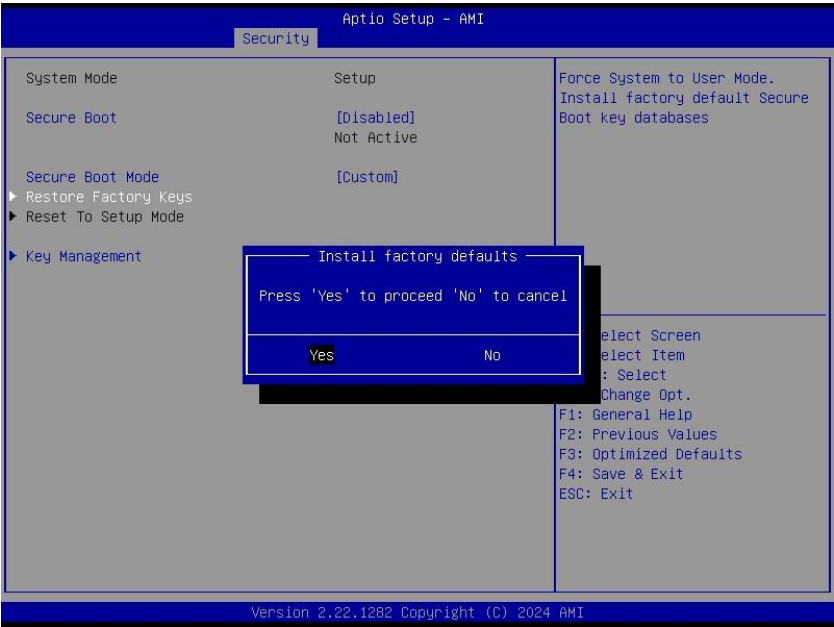 Aptio Setup - AMI
Security
System Mode Setup
Secure Boot [Disabled]
Not Active
Secure Boot Mode [Custom]
Restore Factory Keys
Reset To Setup Mode
Key Management
Force System to User Mode.
Install factory default Secure
Boot key databases
Install factory defaults
Press 'Yes' to proceed 'No' to cancel
Yes No
elect Screen
elect Item
: Select
Change Opt.
F1: General Help
F2: Previous Values
F3: Optimized Defaults
F4: Save & Exit
ESC: Exit
Version 2.22.1282 Copyright (C) 2024 AMI